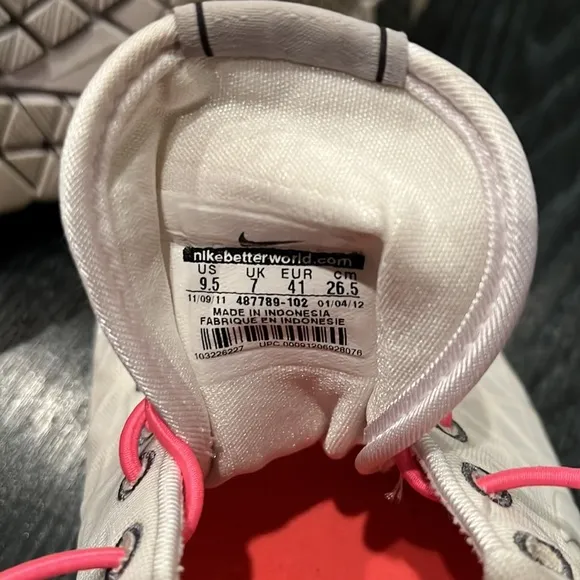 nikebetterworld.com
US UK EUR cm
9.5 7 41 26.5
11/09/11 487789-102 01/04/12
MADE IN INDONESIA
FABRIQUE EN INDONESIE
103226227 UPC 00091206928076